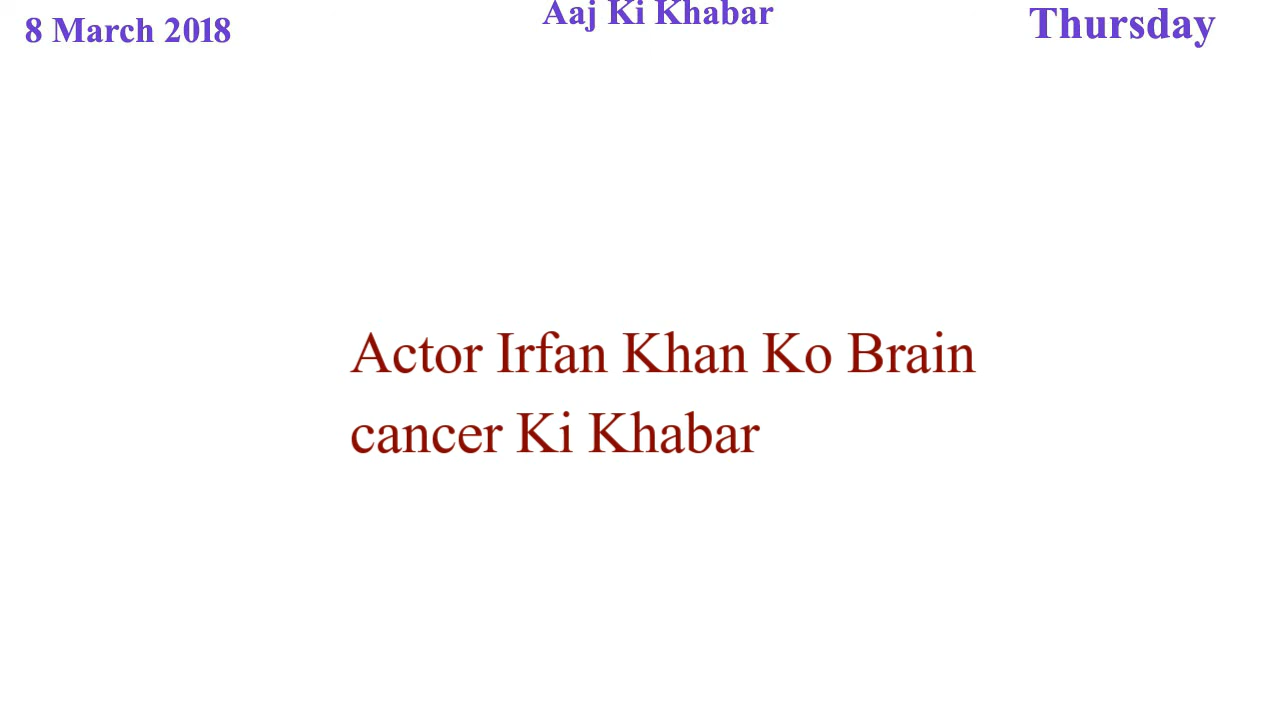 8 March 2018
Aaj Ki Khabar
Thursday
Actor Irfan Khan Ko Brain
cancer Ki Khabar